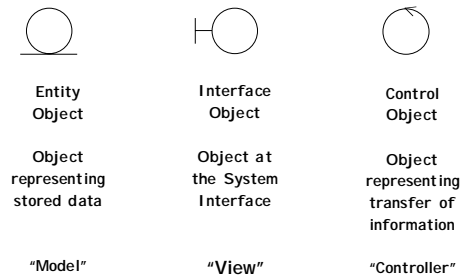 Entity
Object
Object
representing
stored data
"Model"
Interface
Object
Object at
the System
Interface
"View"
Control
Object
Object
representing
transfer of
information
"Controller"